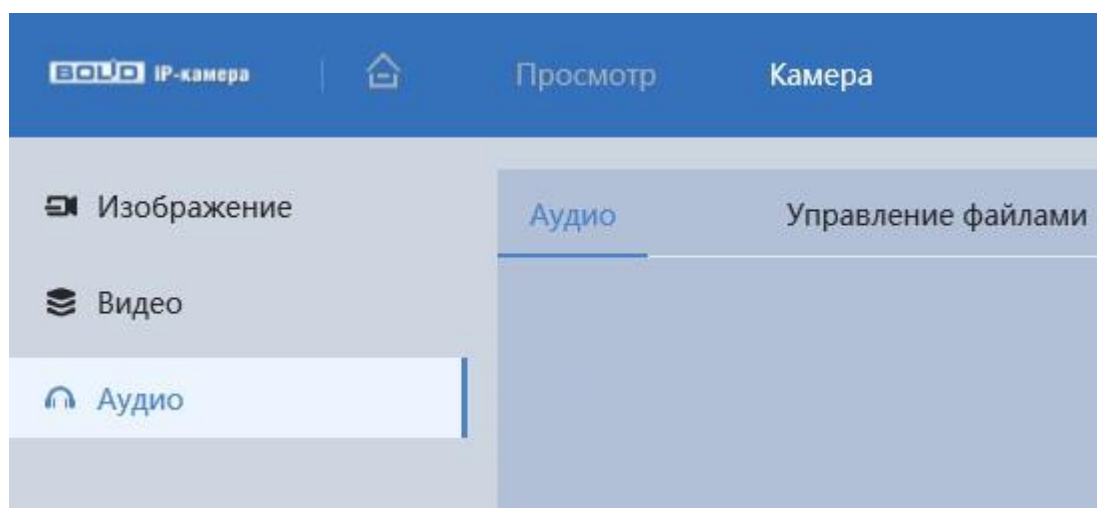 BOLID IP-камера
Просмотр
Камера
Изображение
Видео
Аудио
Аудио
Управление файлами